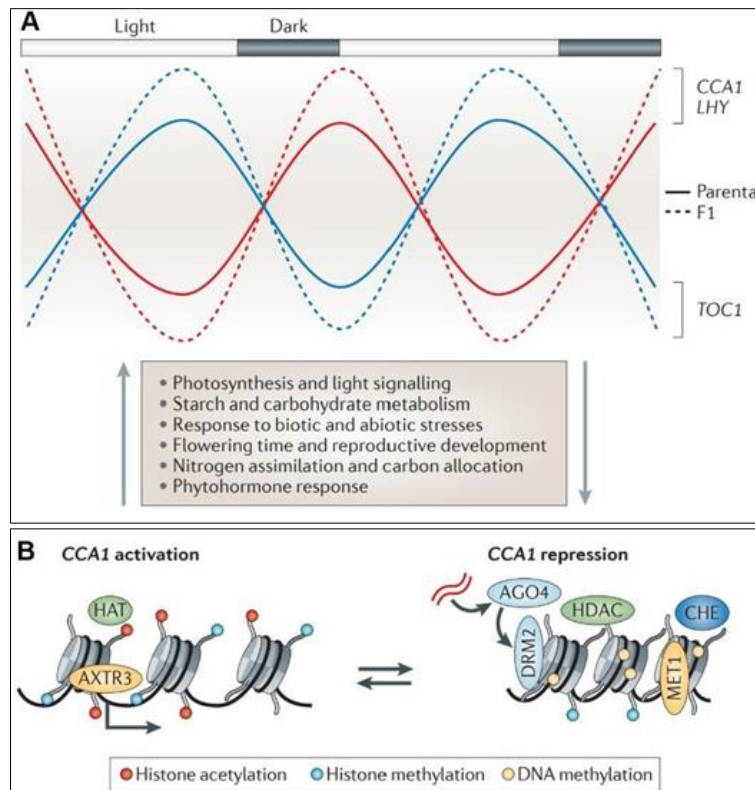 A
Light Dark
CCA1
LHY
Parenta
F1
TOC1
• Photosynthesis and light signalling
• Starch and carbohydrate metabolism
• Response to biotic and abiotic stresses
• Flowering time and reproductive development
• Nitrogen assimilation and carbon allocation
• Phytohormone response
B
CCA1 activation
CCA1 repression
HAT
AXTR3
AGO4
DRM2
HDAC
MET1
CHE
Histone acetylation Histone methylation DNA methylation